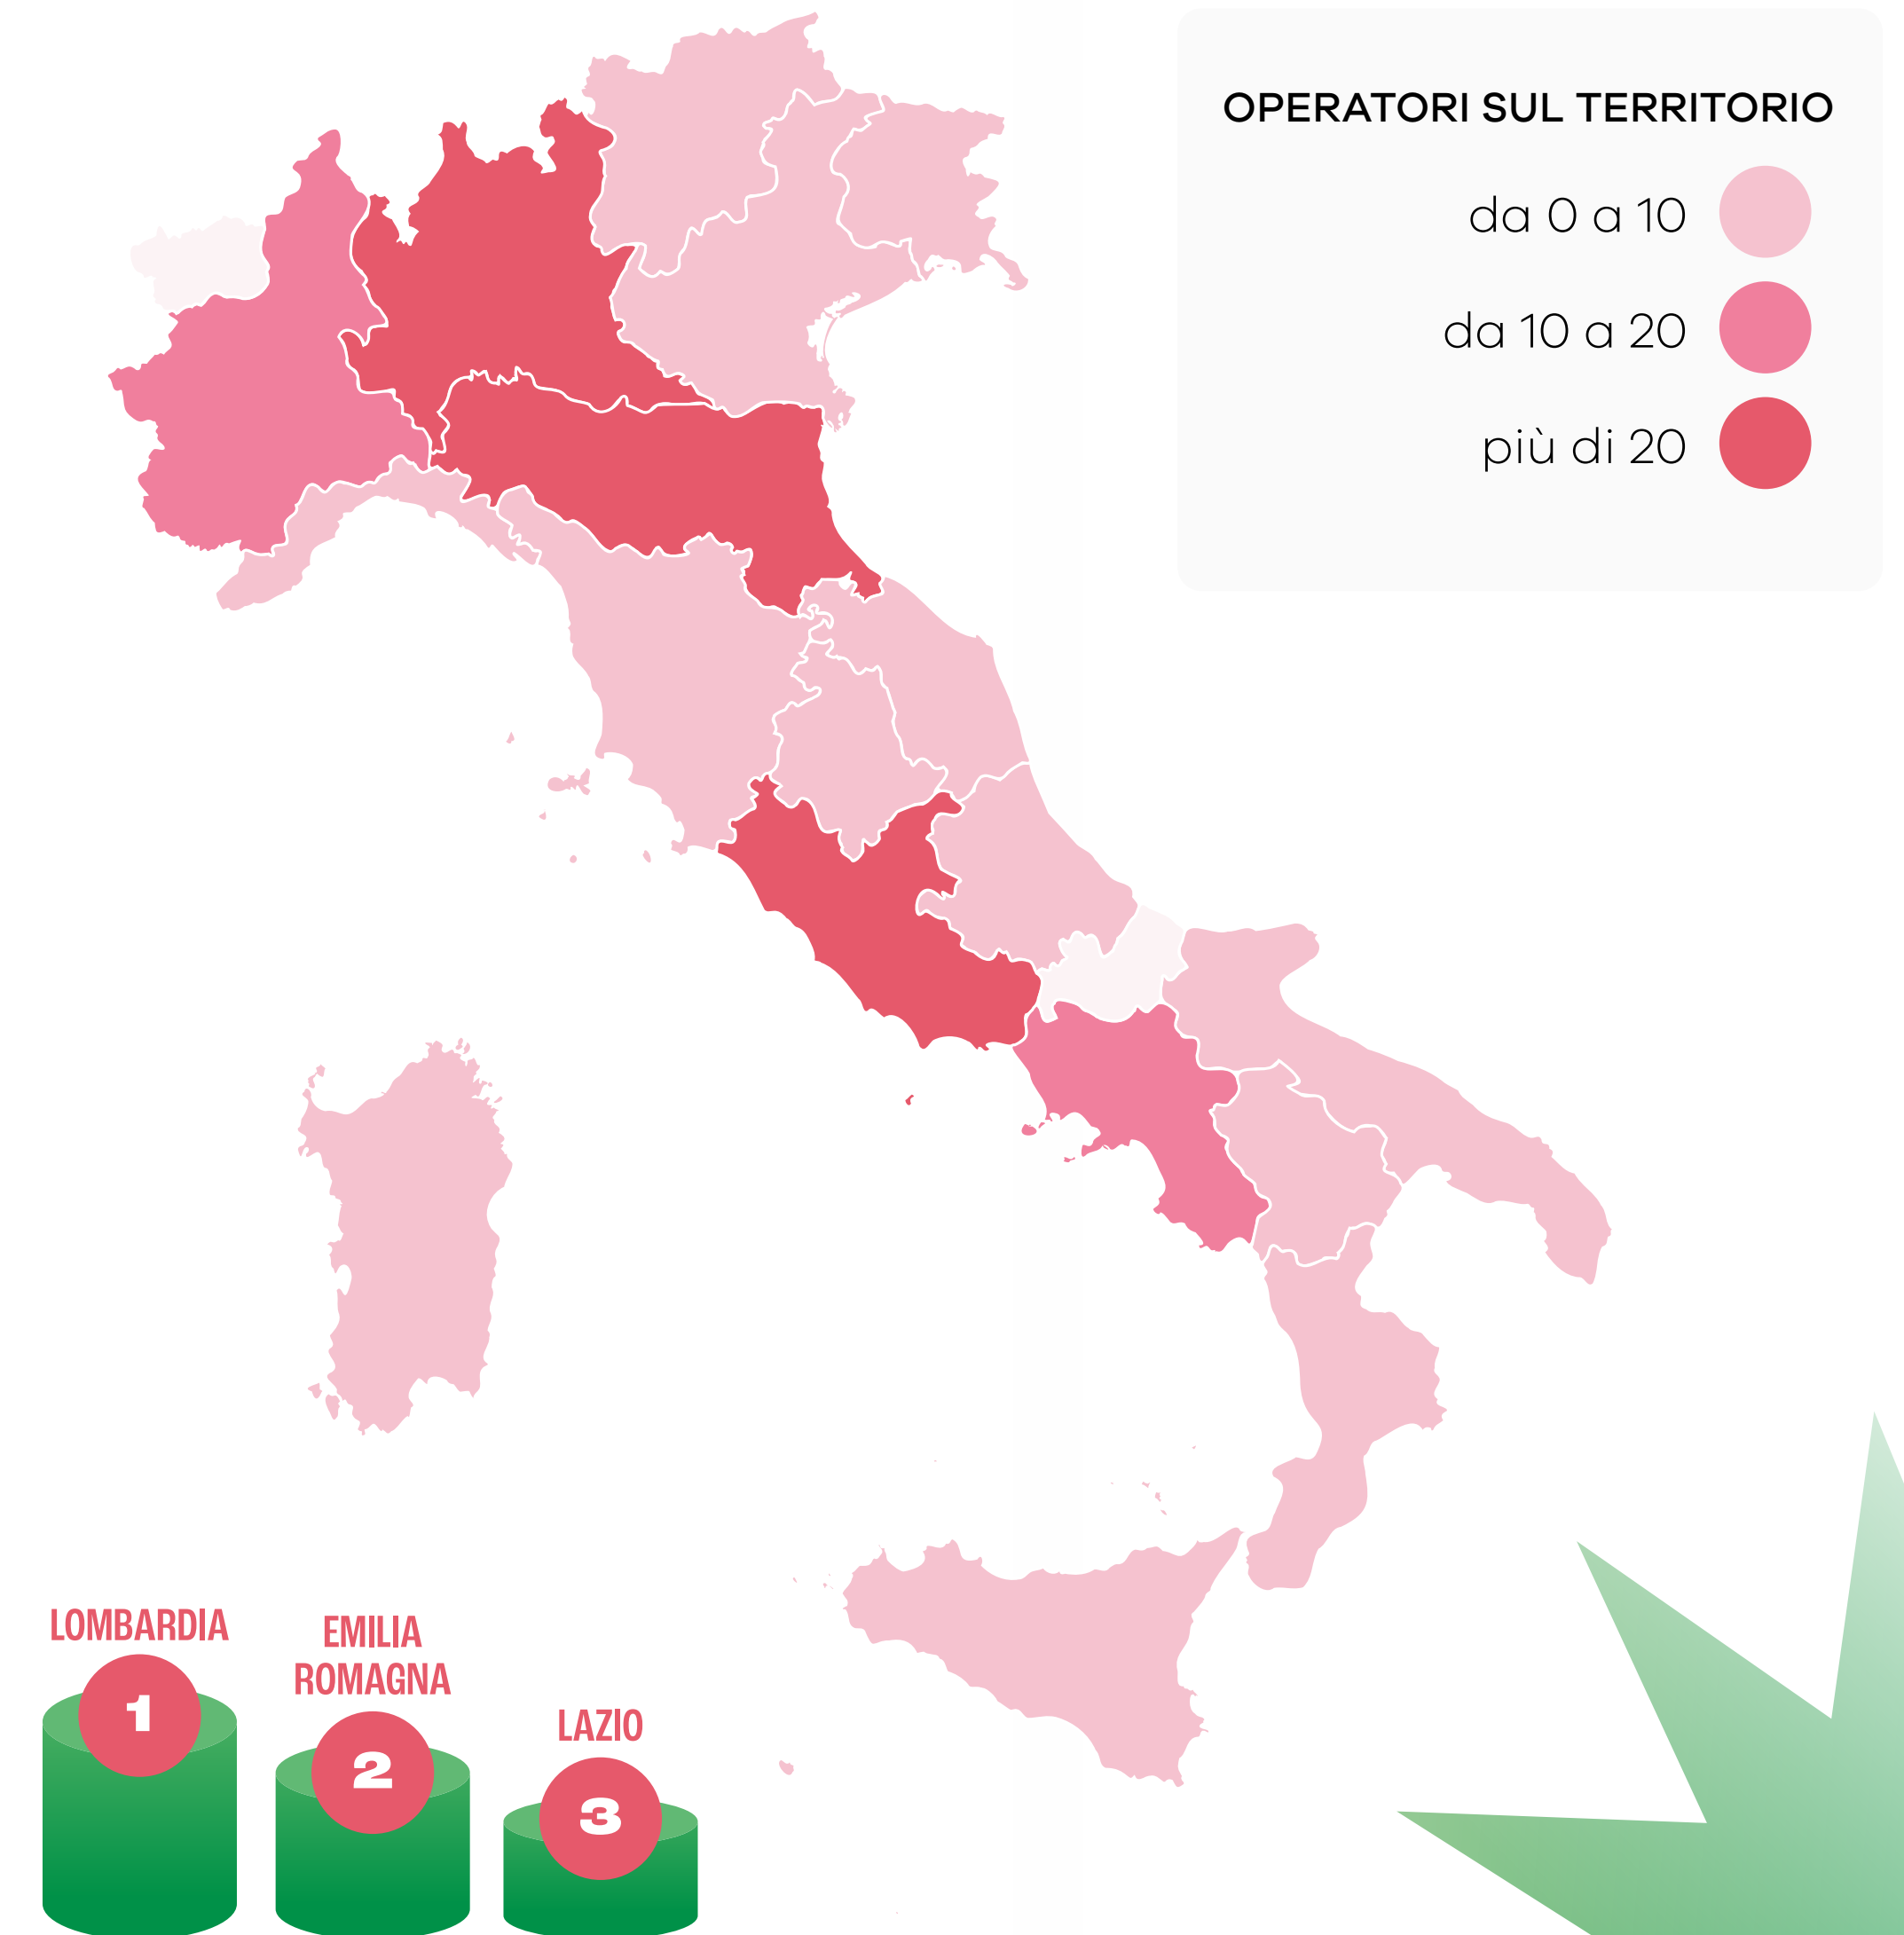 OPERATORI SUL TERRITORIO
da 0 a 10
da 10 a 20
più di 20
LOMBARDIA
1
EMILIA
ROMAGNA
2
LAZIO
3